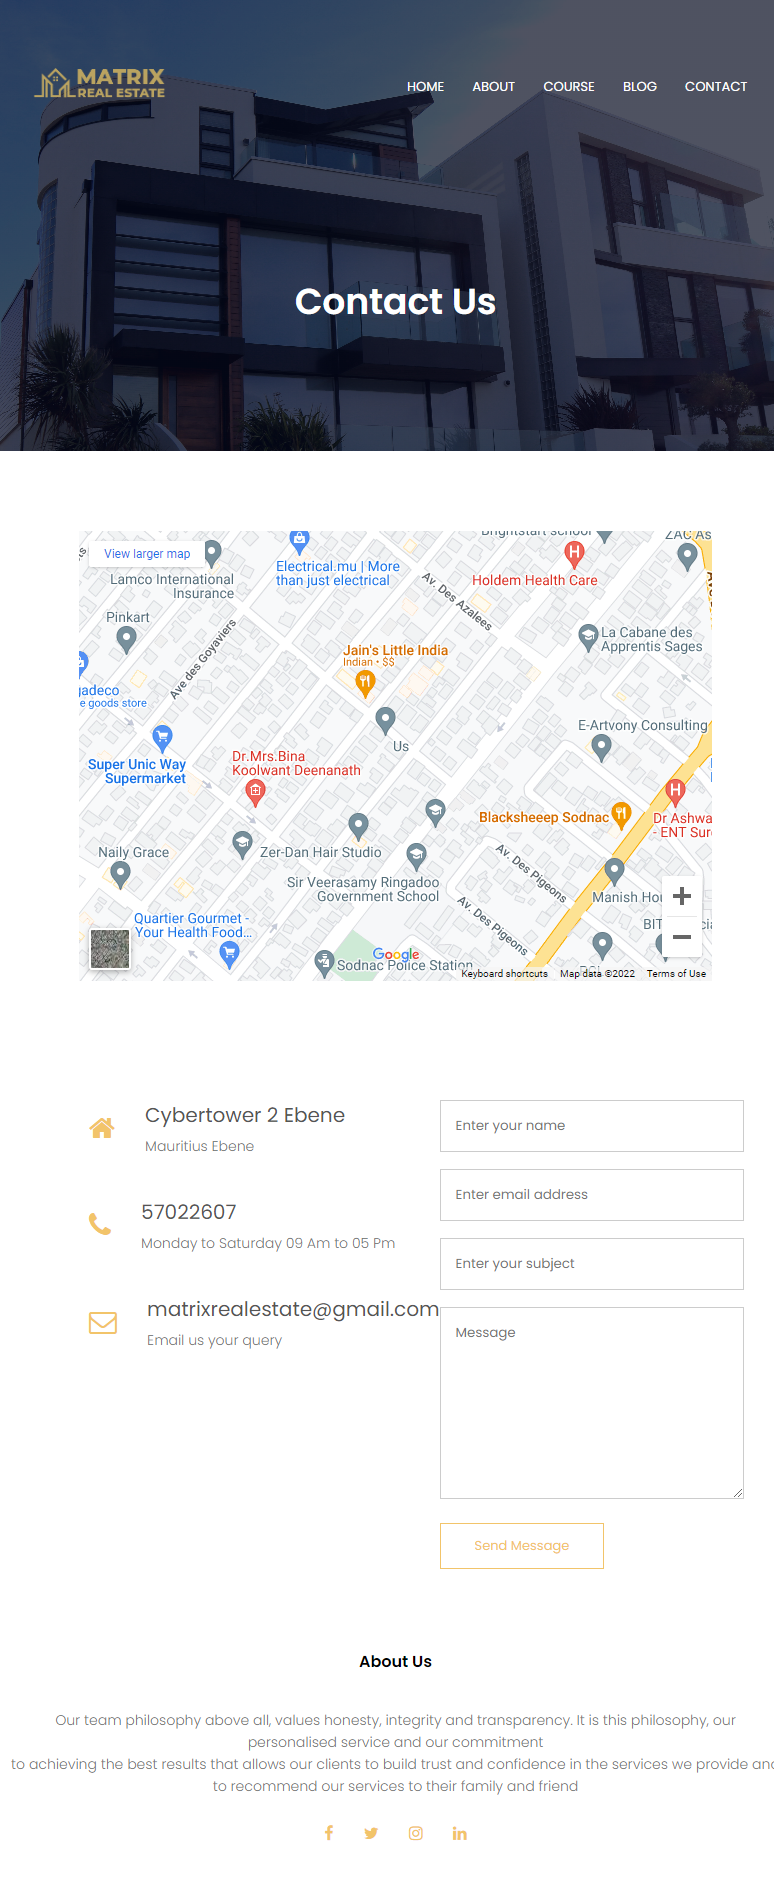 MATRIX
REAL ESTATE
HOME ABOUT COURSE BLOG CONTACT
Contact Us
View larger map
Lamco International
Insurance
Electrical.mu | More
than just electrical
Brightstart school
Holdem Health Care
ZAC As
Pinkart
Av. Des Azalees
La Cabane des
Apprentis Sages
Ave des Goyaviers
Jain's Little India
Indian • $$
gadeco
e goods store
Us
E-Artvony Consulting
Super Unic Way
Supermarket
Dr.Mrs.Bina
Koolwant Deenanath
Blacksheeep Sodnac
Dr Ashwa
- ENT Sur
Naily Grace
Zer-Dan Hair Studio
Av. Des Pigeons
Sir Veerasamy Ringadoo
Government School
Manish Hou
Av. Des Pigeons
Quartier Gourmet -
Your Health Food...
BIT
cia
Google
Sodnac Police Station
Keyboard shortcuts Map data ©2022 Terms of Use
Cybertower 2 Ebene
Mauritius Ebene
57022607
Monday to Saturday 09 Am to 05 Pm
matrixrealestate@gmail.com
Email us your query
Enter your name
Enter email address
Enter your subject
Message
Send Message
About Us
Our team philosophy above all, values honesty, integrity and transparency. It is this philosophy, our
personalised service and our commitment
to achieving the best results that allows our clients to build trust and confidence in the services we provide and
to recommend our services to their family and friend